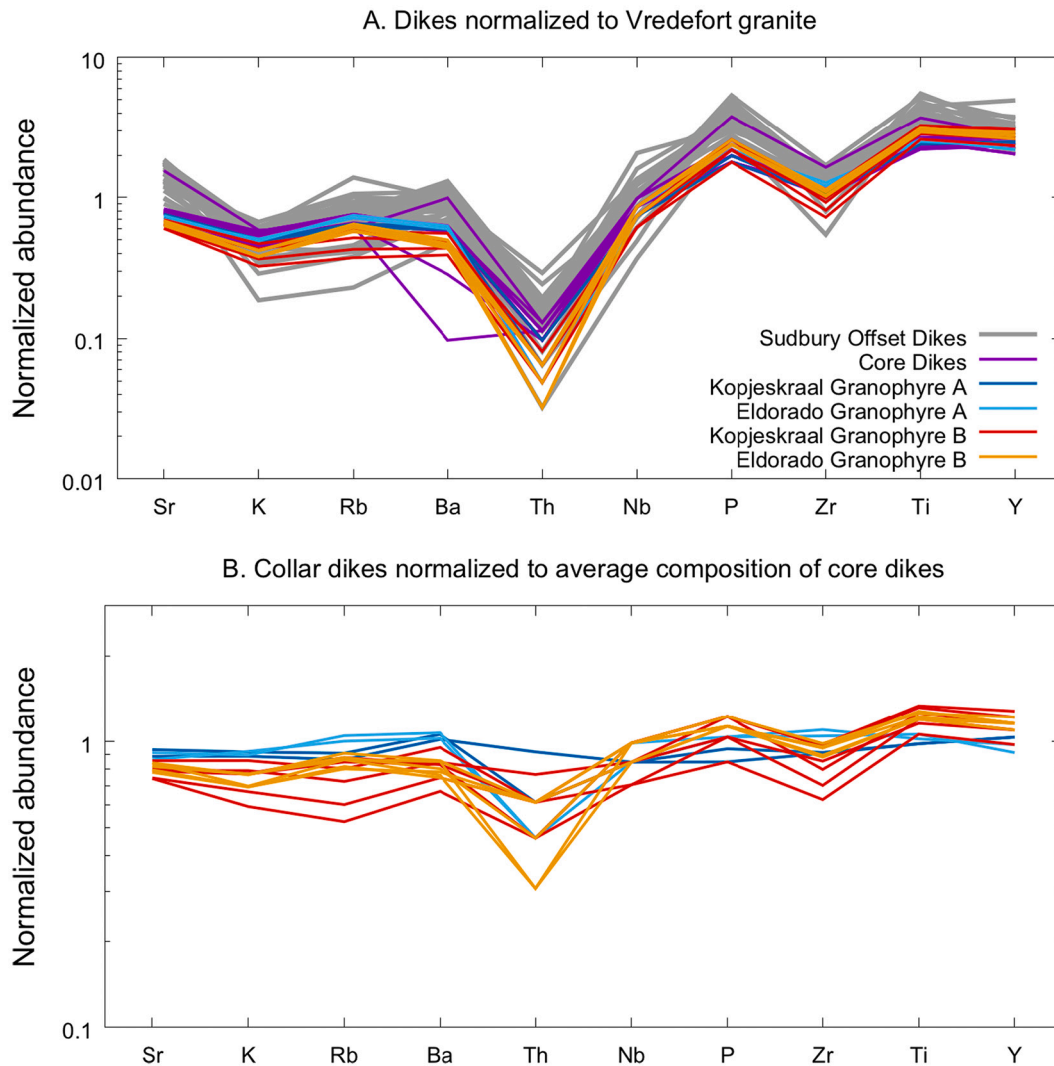 A. Dikes normalized to Vredefort granite
10
1
0.1
0.01
Normalized abundance
Sudbury Offset Dikes
Core Dikes
Kopjeskraal Granophyre A
Eldorado Granophyre A
Kopjeskraal Granophyre B
Eldorado Granophyre B
Sr K Rb Ba Th Nb P Zr Ti Y
B. Collar dikes normalized to average composition of core dikes
1
0.1
Normalized abundance
Sr K Rb Ba Th Nb P Zr Ti Y